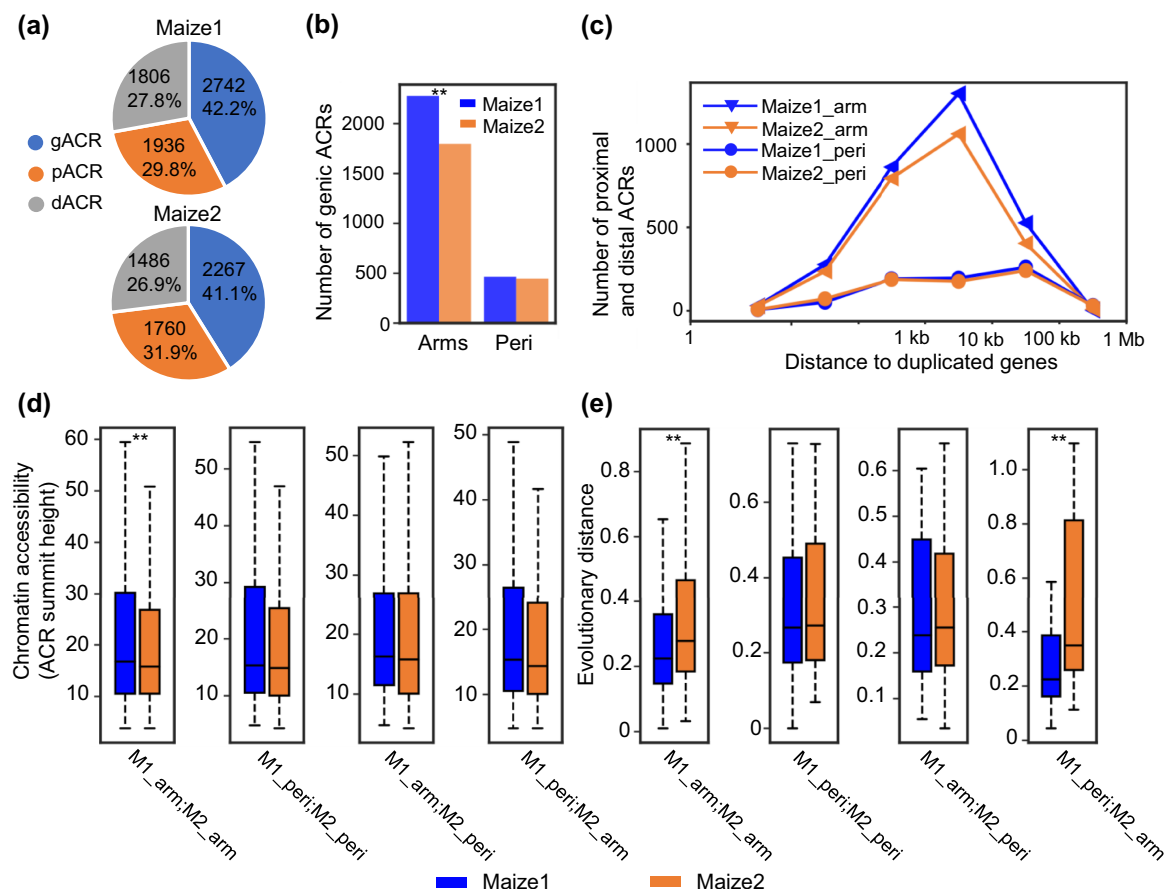 (a)
Maize1
1806
27.8%
2742
42.2%
1936
29.8%
gACR
pACR
dACR
Maize2
1486
26.9%
2267
41.1%
1760
31.9%
(b)
Number of genic ACRs
2000
1500
1000
500
0
**
Maize1
Maize2
Arms
Peri
(c)
Number of proximal
and distal ACRs
1000
500
0
Maize1_arm
Maize2_arm
Maize1_peri
Maize2_peri
1
1 kb
10 kb
100 kb
1 Mb
Distance to duplicated genes
(d)
Chromatin accessibility
(ACR summit height)
60
50
40
30
20
10
**
M1_arm;M2_arm
50
40
30
20
10
M1_peri;M2_peri
50
40
30
20
10
M1_arm;M2_peri
50
40
30
20
10
M1_peri;M2_arm
(e)
Evolutionary distance
0.8
0.6
0.4
0.2
0
**
M1_arm;M2_arm
0.6
0.4
0.2
0
M1_peri;M2_peri
0.6
0.5
0.4
0.3
0.2
0.1
M1_arm;M2_peri
1.0
0.8
0.6
0.4
0.2
0
**
M1_peri;M2_arm
Maize1
Maize2